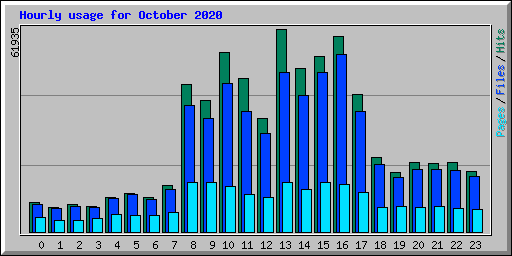 Hourly usage for October 2020
61935
Pages/Files/Hits
0 1 2 3 4 5 6 7 8 9 10 11 12 13 14 15 16 17 18 19 20 21 22 23